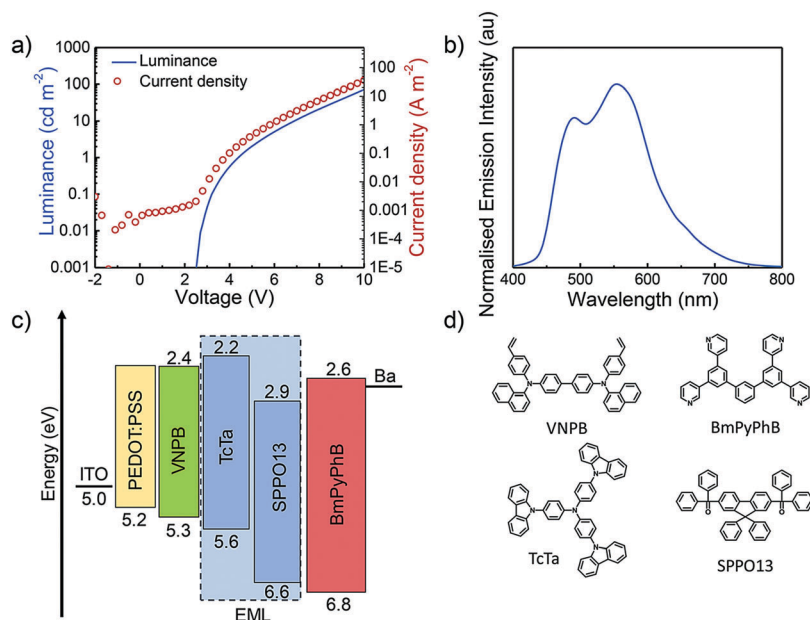 a)
1000
100
10
1
0.1
0.01
0.001
Luminance (cd m-2)
Luminance
Current density
100
10
1
0.1
0.01
0.001
1E-4
1E-5
Current density (A m-2)
-2 0 2 4 6 8 10
Voltage (V)
b)
Normalised Emission Intensity (au)
400 500 600 700 800
Wavelength (nm)
c)
Energy (eV)
ITO
5.0
PEDOT:PSS
5.2
2.4
VNPB
5.3
2.2
TcTa
5.6
2.9
SPPO13
6.6
EML
2.6
BmPyPhB
6.8
Ba
d)
N N
VNPB
N N
N N
BmPyPhB
N
N
N
N
TcTa
P P
O O
SPPO13